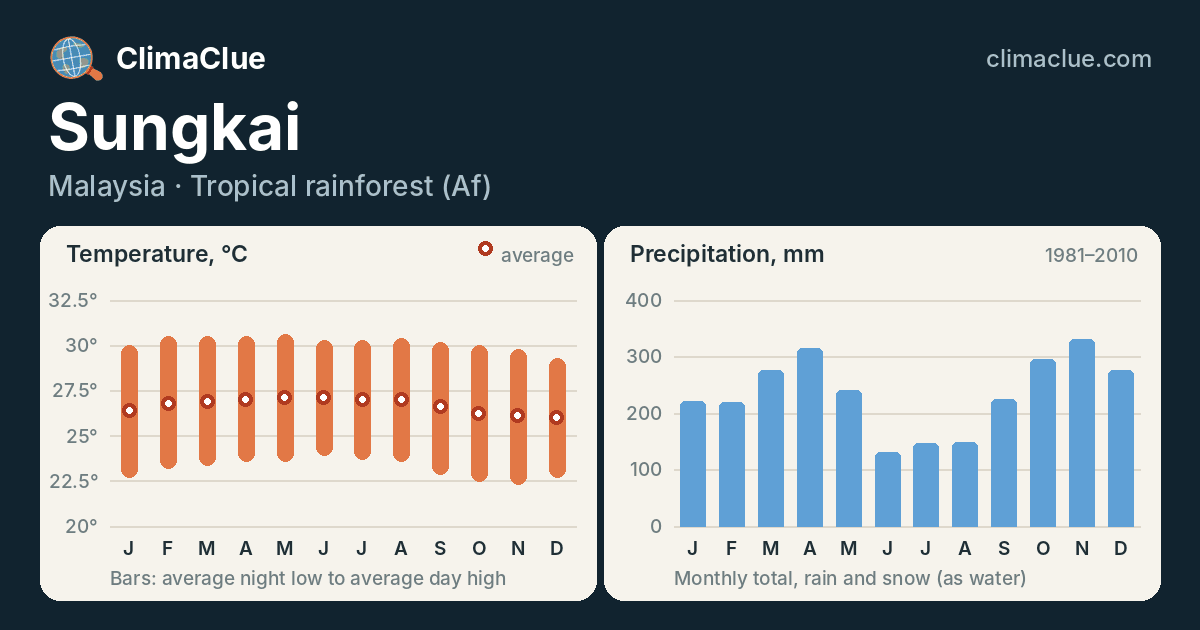 ClimaClue
climaclue.com
Sungkai
Malaysia · Tropical rainforest (Af)
Temperature, °C
average
32.5°
30°
27.5°
25°
22.5°
20°
J F M A M J J A S O N D
Bars: average night low to average day high
Precipitation, mm
1981–2010
400
300
200
100
0
J F M A M J J A S O N D
Monthly total, rain and snow (as water)